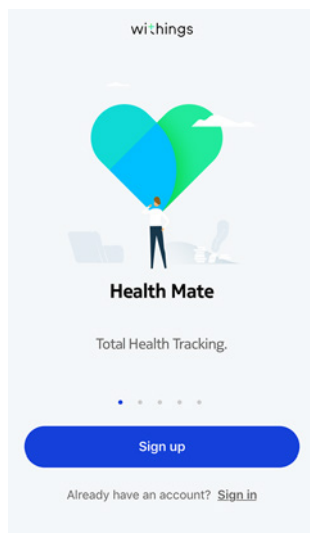 withings
Health Mate
Total Health Tracking.
Sign up
Already have an account? Sign in